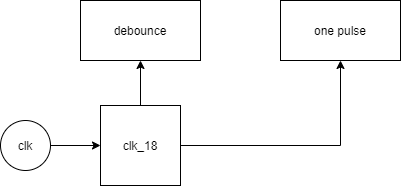 debounce
one pulse
clk
clk_18